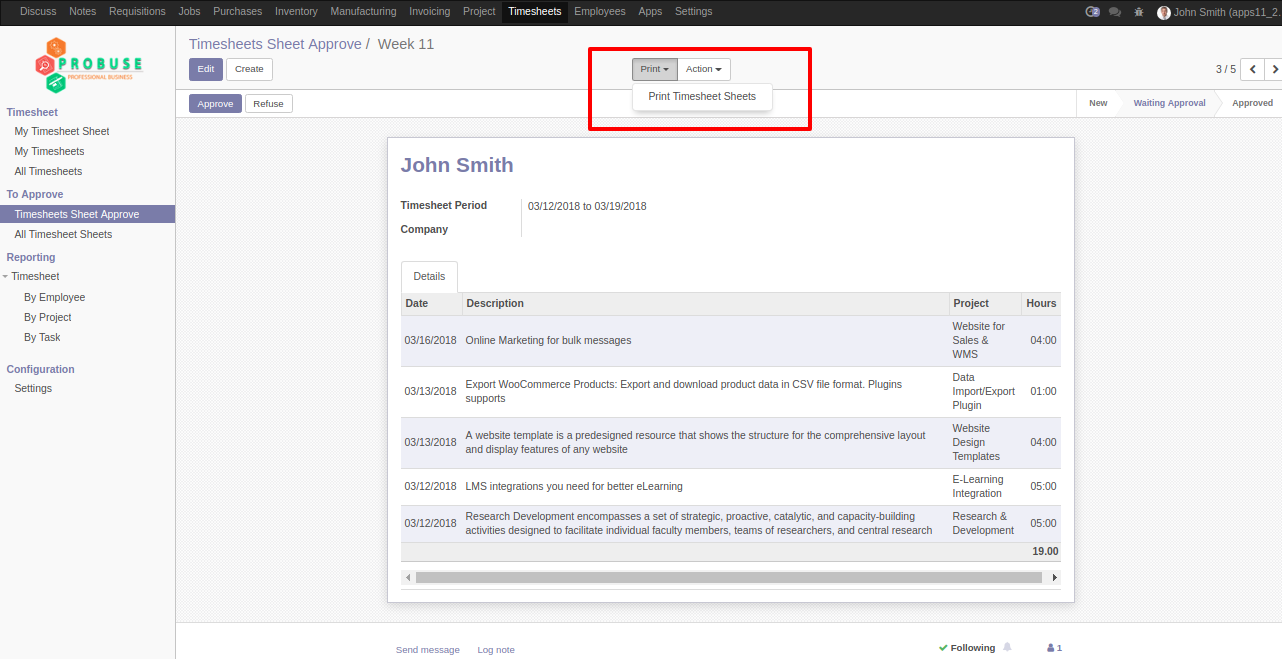 Discuss Notes Requisitions Jobs Purchases Inventory Manufacturing Invoicing Project Timesheets Employees Apps Settings 2 John Smith (apps11_2.
PROBUSE
PROFESSIONAL BUSINESS
Timesheets Sheet Approve / Week 11
Edit Create Print Action 3 / 5
Print Timesheet Sheets
Approve Refuse New Waiting Approval Approved
Timesheet
My Timesheet Sheet
My Timesheets
All Timesheets
To Approve
Timesheets Sheet Approve
All Timesheet Sheets
Reporting
Timesheet
By Employee
By Project
By Task
Configuration
Settings
John Smith
Timesheet Period 03/12/2018 to 03/19/2018
Company
Details
Date Description Project Hours
03/16/2018 Online Marketing for bulk messages Website for
Sales &
WMS
04:00
03/13/2018 Export WooCommerce Products: Export and download product data in CSV file format. Plugins
supports
Data
Import/Export
Plugin
01:00
03/13/2018 A website template is a predesigned resource that shows the structure for the comprehensive layout
and display features of any website
Website
Design
Templates
04:00
03/12/2018 LMS integrations you need for better eLearning E-Learning
Integration
05:00
03/12/2018 Research Development encompasses a set of strategic, proactive, catalytic, and capacity-building
activities designed to facilitate individual faculty members, teams of researchers, and central research
Research &
Development
05:00
19.00
Send message Log note Following 1